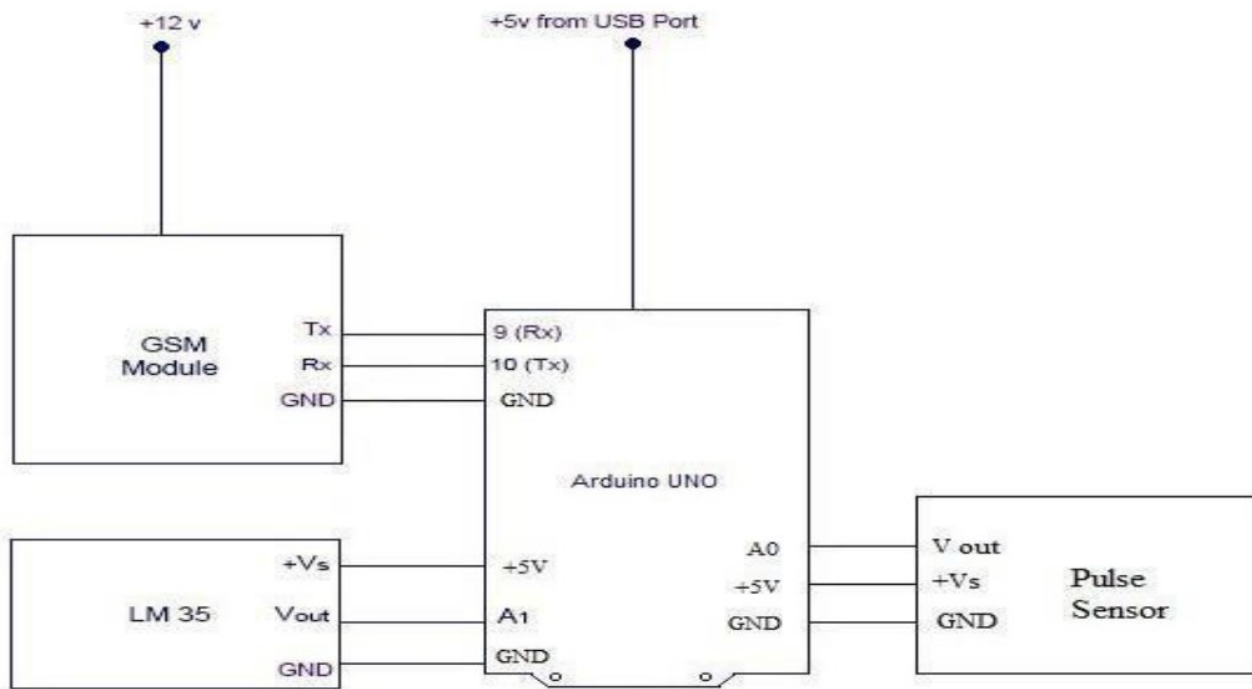 +12 v
+5v from USB Port
GSM
Module
Tx
Rx
GND
9 (Rx)
10 (Tx)
GND
Arduino UNO
LM 35
+Vs
Vout
GND
+5V
A1
GND
A0
+5V
GND
V out
+Vs
GND
Pulse
Sensor